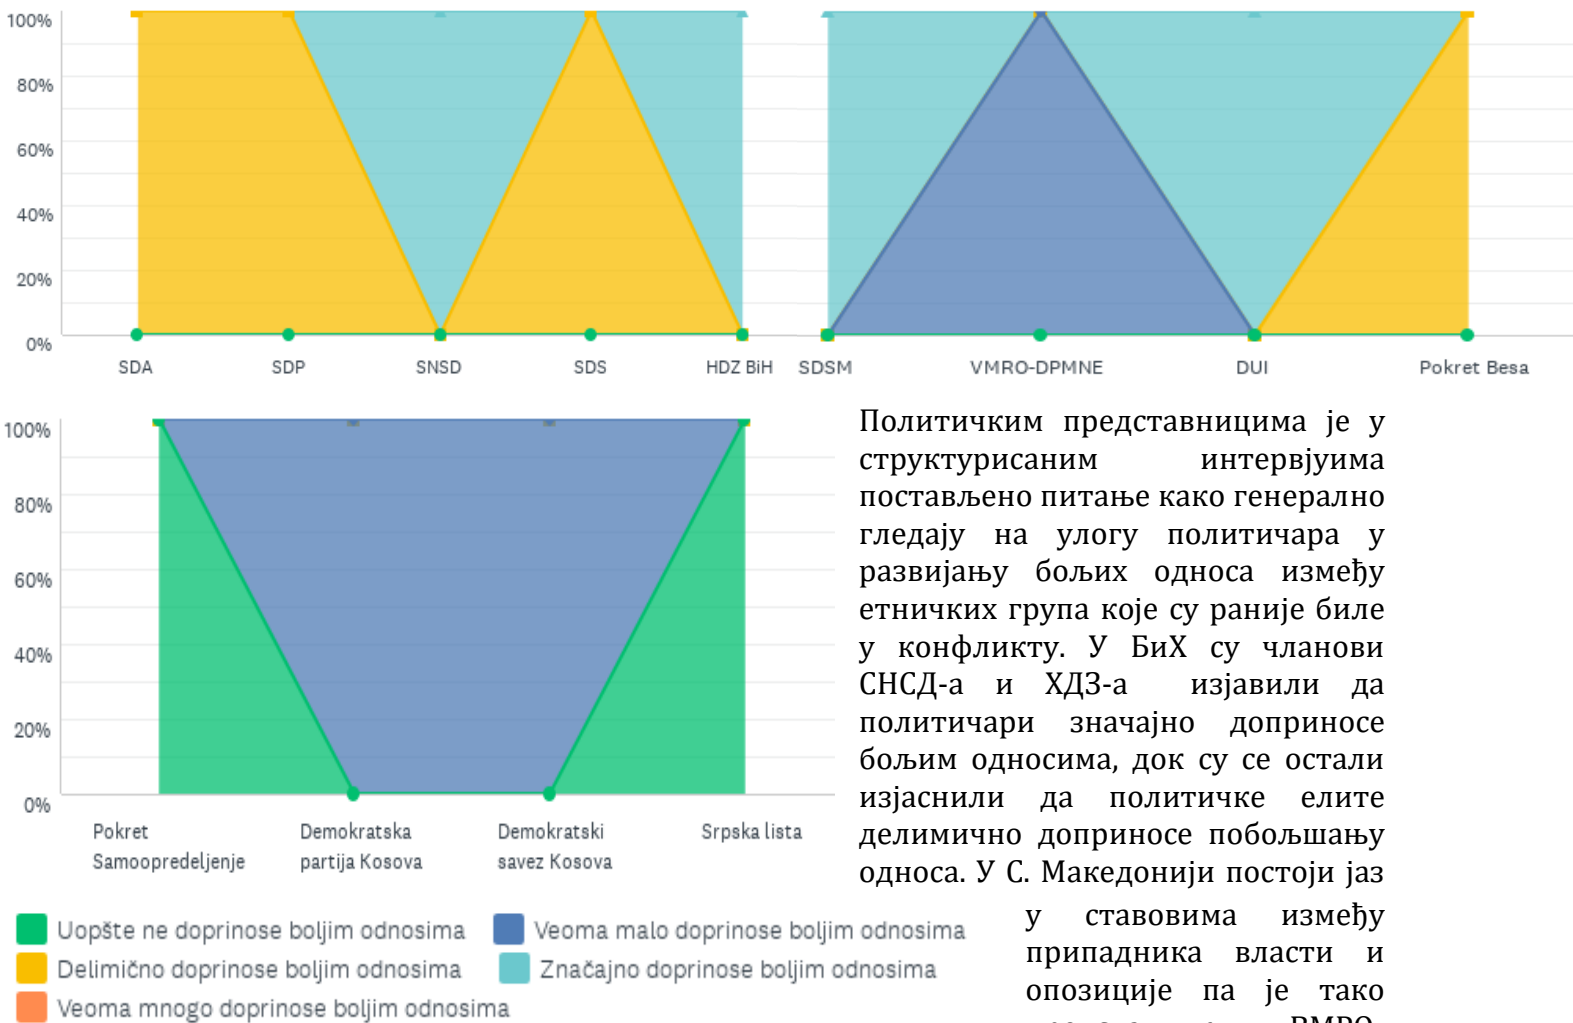 100%
80%
60%
40%
20%
0%
SDA
SDP
SNSD
SDS
HDZ BiH
SDSM
VMRO-DPMNE
DUI
Pokret Besa
100%
80%
60%
40%
20%
0%
Pokret
Samoopredeljenje
Demokratska
partija Kosova
Demokratski
savez Kosova
Srpska lista
Uopšte ne doprinose boljim odnosima
Veoma malo doprinose boljim odnosima
Delimično doprinose boljim odnosima
Značajno doprinose boljim odnosima
Veoma mnogo doprinose boljim odnosima
Политичким представницима је у
структурисаним интервјуима
постављено питање како генерално
гледају на улогу политичара у
развијању бољих односа између
етничких група које су раније биле
у конфликту. У БиХ су чланови
СНСД-а и ХДЗ-а изјавили да
политичари значајно доприносе
бољим односима, док су се остали
изјаснили да политичке елите
делимично доприносе побољшању
односа. У С. Македонији постоји јаз
у ставовима између
припадника власти и
опозиције па је тако
ВМРО-